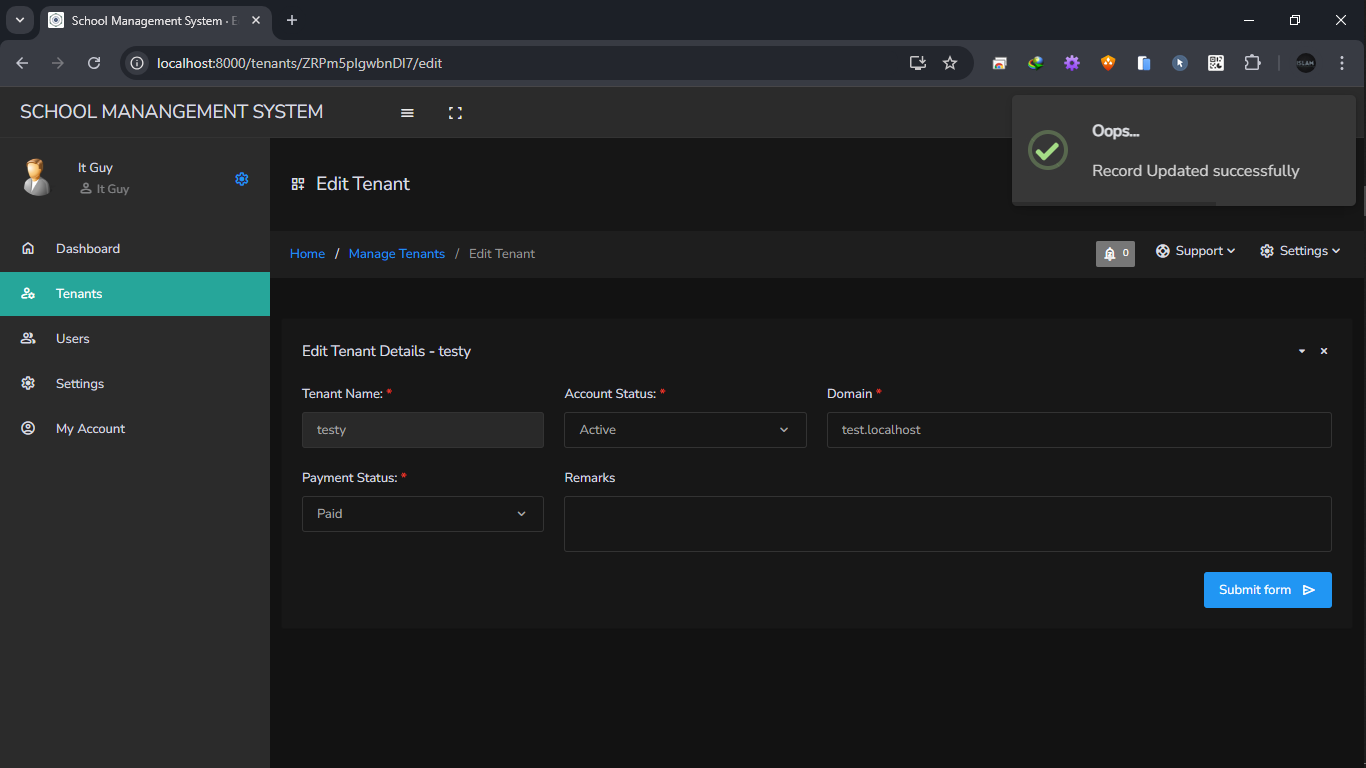 School Management System - E
localhost:8000/tenants/ZRPm5plgwbnDl7/edit
SCHOOL MANANGEMENT SYSTEM
Oops...
Record Updated successfully
It Guy
It Guy
Edit Tenant
Dashboard
Tenants
Users
Settings
My Account
Home / Manage Tenants / Edit Tenant
0
Support
Settings
Edit Tenant Details - testy
Tenant Name: *
Account Status: *
Domain *
testy
Active
test.localhost
Payment Status: *
Remarks
Paid
Submit form